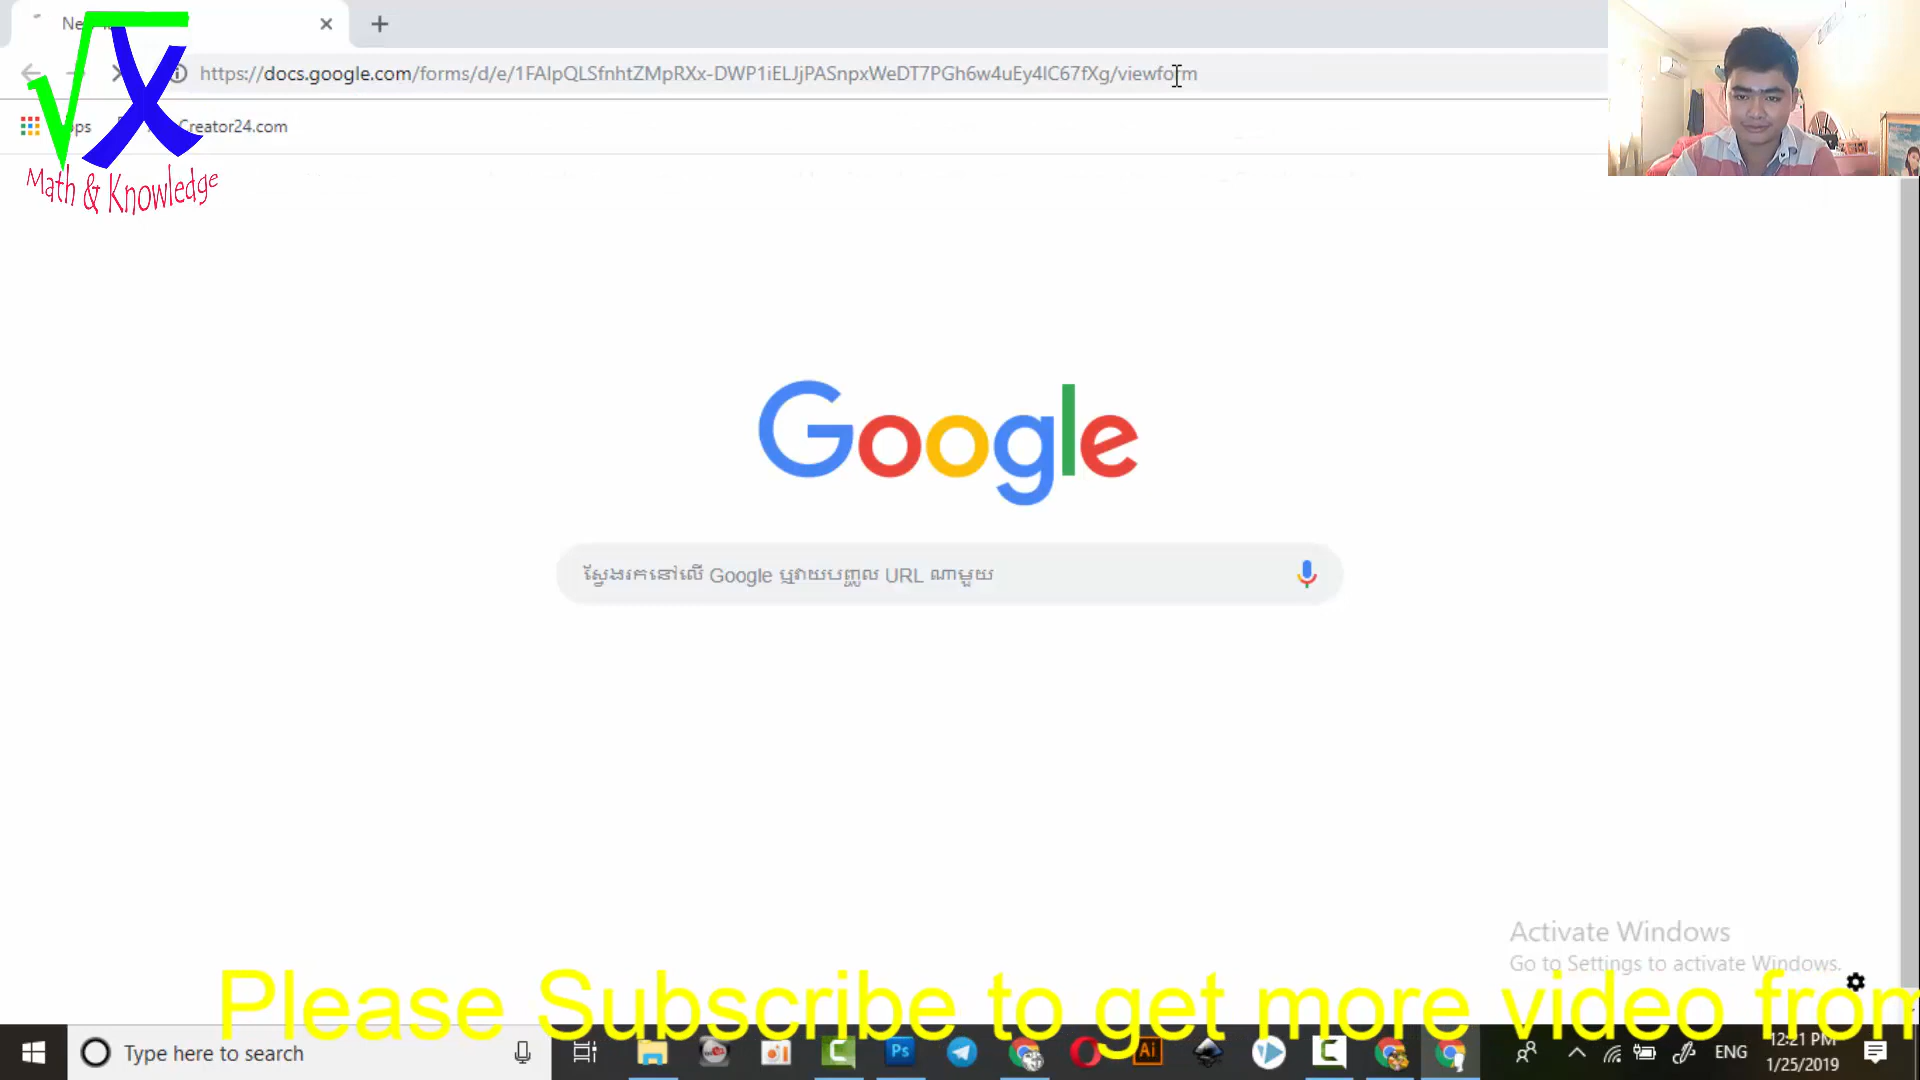 Ne
https://docs.google.com/forms/d/e/1FAIpQLSfnhtZMpRXx-DWP1iELJjPASnpxWeDT7PGh6w4uEy4IC67fXg/viewform
Creator24.com
Math & Knowledge
Google
ស្វែងរកនៅលើ Google ឬវាយបញ្ចូល URL ណាមួយ
Activate Windows
Go to Settings to activate Windows.
Please Subscribe to get more video from
Type here to search
Ps
Ai
ENG
12:21 PM
1/25/2019